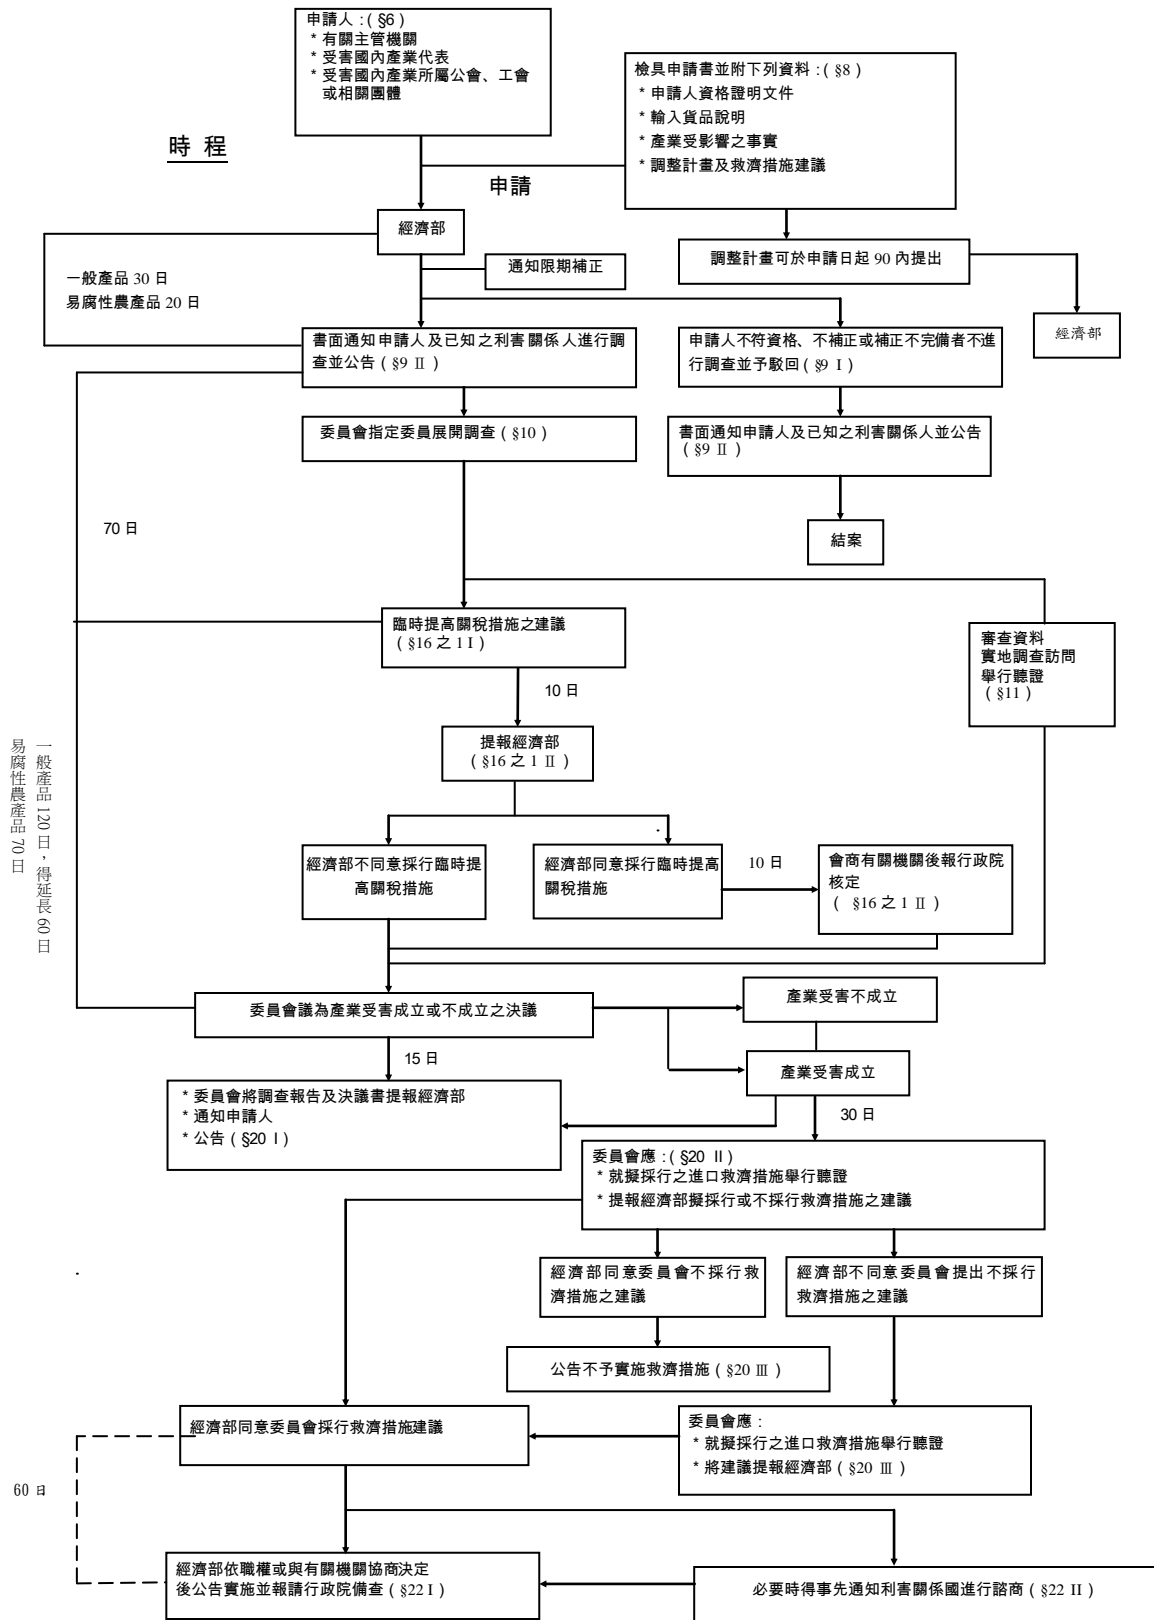 申請人：(§6)
* 有關主管機關
* 受害國內產業代表
* 受害國內產業所屬公會、工會
或相關團體
檢具申請書並附下列資料：(§8)
* 申請人資格證明文件
* 輸入貨品說明
* 產業受影響之事實
* 調整計畫及救濟措施建議
時 程
申請
經濟部
通知限期補正
調整計畫可於申請日起 90 內提出
經濟部
一般產品 30 日
易腐性農產品 20 日
書面通知申請人及已知之利害關係人進行調
查並公告（§9 Ⅱ）
申請人不符資格、不補正或補正不完備者不進
行調查並予駁回（§9 I）
委員會指定委員展開調查（§10）
書面通知申請人及已知之利害關係人並公告
（§9 Ⅱ）
結案
70 日
臨時提高關稅措施之建議
（§16 之 1 I）
審查資料
實地調查訪問
舉行聽證
（§11）
10 日
提報經濟部
（§16 之 1 Ⅱ）
一般產品 120 日，得延長 60 日
易腐性農產品 70 日
經濟部不同意採行臨時提
高關稅措施
經濟部同意採行臨時提高
關稅措施
10 日
會商有關機關後報行政院
核定
（ §16 之 1 Ⅱ）
委員會議為產業受害成立或不成立之決議
產業受害不成立
產業受害成立
15 日
* 委員會將調查報告及決議書提報經濟部
* 通知申請人
* 公告（§20 I）
30 日
委員會應：(§20 II)
* 就擬採行之進口救濟措施舉行聽證
* 提報經濟部擬採行或不採行救濟措施之建議
經濟部同意委員會不採行救
濟措施之建議
經濟部不同意委員會提出不採行
救濟措施之建議
公告不予實施救濟措施（§20 Ⅲ）
經濟部同意委員會採行救濟措施建議
委員會應：
* 就擬採行之進口救濟措施舉行聽證
* 將建議提報經濟部（§20 Ⅲ）
60 日
經濟部依職權或與有關機關協商決定
後公告實施並報請行政院備查（§22 I）
必要時得事先通知利害關係國進行諮商（§22 II）